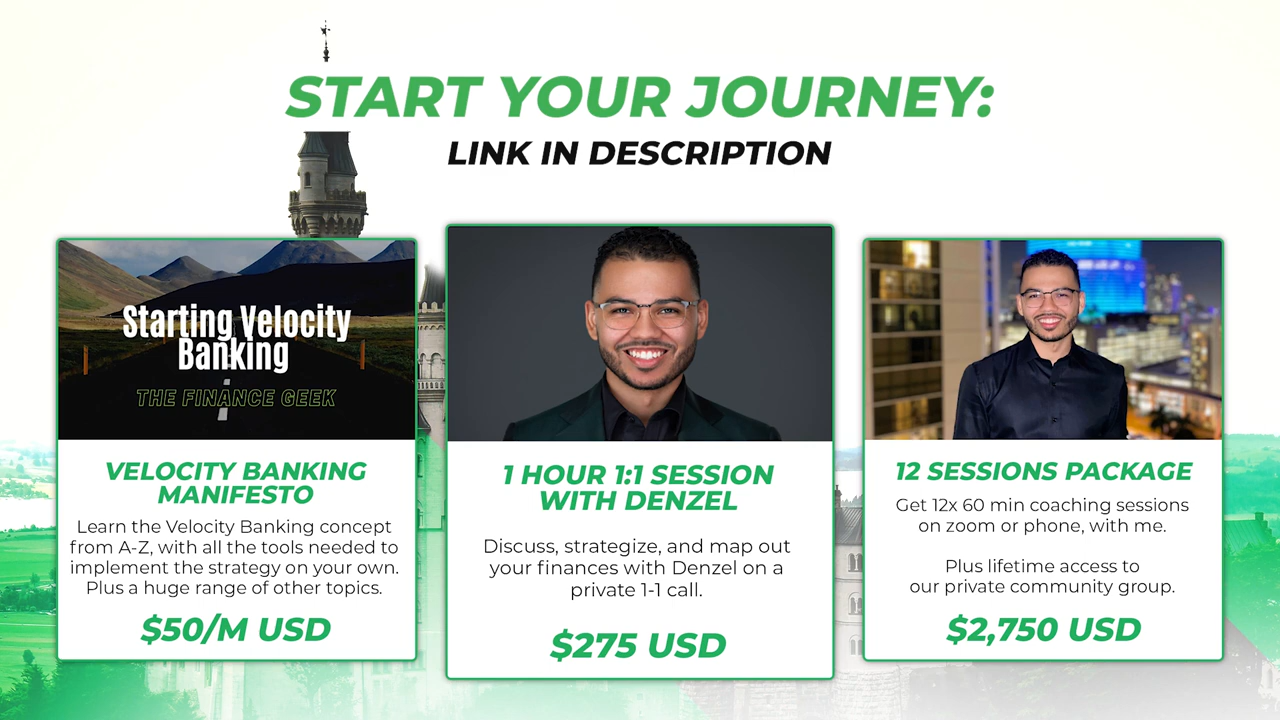 START YOUR JOURNEY:
LINK IN DESCRIPTION
Starting Velocity
Banking
THE FINANCE GEEK
VELOCITY BANKING
MANIFESTO
Learn the Velocity Banking concept
from A-Z, with all the tools needed to
implement the strategy on your own.
Plus a huge range of other topics.
$50/M USD
1 HOUR 1:1 SESSION
WITH DENZEL
Discuss, strategize, and map out
your finances with Denzel on a
private 1-1 call.
$275 USD
12 SESSIONS PACKAGE
Get 12x 60 min coaching sessions
on zoom or phone, with me.
Plus lifetime access to
our private community group.
$2,750 USD